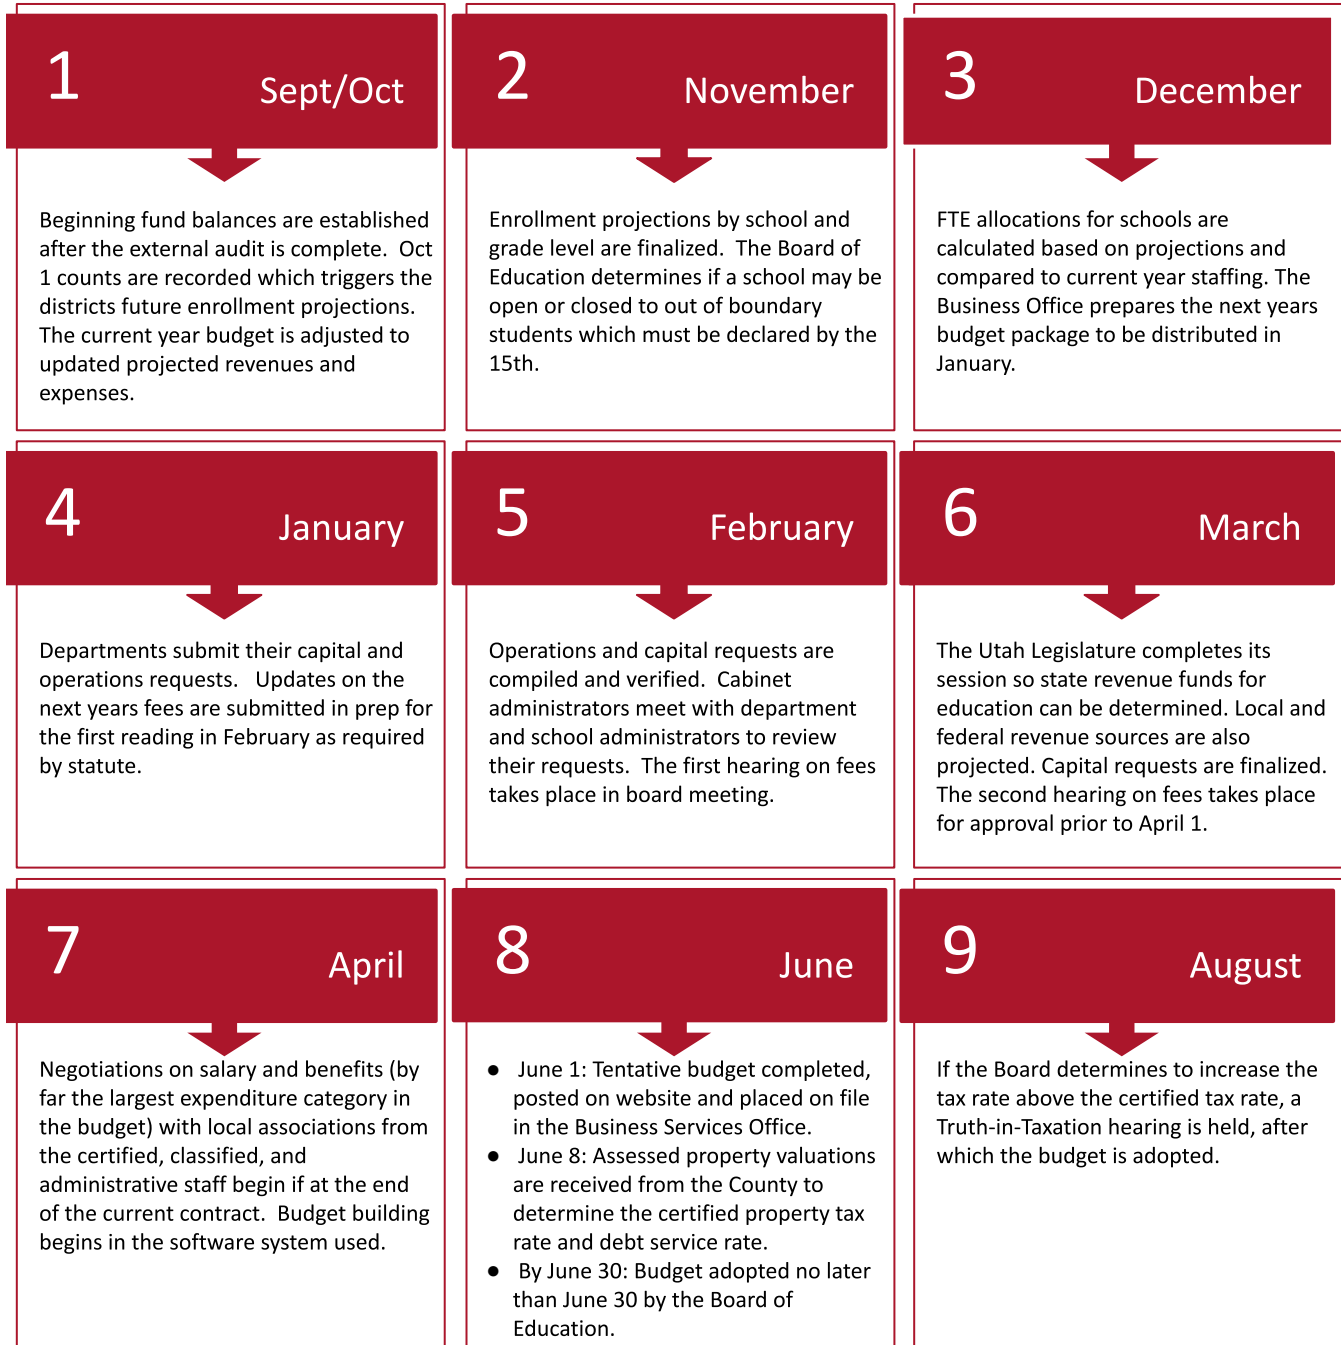 1
Sept/Oct
Beginning fund balances are established
after the external audit is complete.  Oct
1 counts are recorded which triggers the
districts future enrollment projections.
The current year budget is adjusted to
updated projected revenues and
expenses.
2
November
Enrollment projections by school and
grade level are finalized.  The Board of
Education determines if a school may be
open or closed to out of boundary
students which must be declared by the
15th.
3
December
FTE allocations for schools are
calculated based on projections and
compared to current year staffing. The
Business Office prepares the next years
budget package to be distributed in
January.
4
January
Departments submit their capital and
operations requests.   Updates on the
next years fees are submitted in prep for
the first reading in February as required
by statute.
5
February
Operations and capital requests are
compiled and verified.  Cabinet
administrators meet with department
and school administrators to review
their requests.  The first hearing on fees
takes place in board meeting.
6
March
The Utah Legislature completes its
session so state revenue funds for
education can be determined. Local and
federal revenue sources are also
projected. Capital requests are finalized.
The second hearing on fees takes place
for approval prior to April 1.
7
April
Negotiations on salary and benefits (by
far the largest expenditure category in
the budget) with local associations from
the certified, classified, and
administrative staff begin if at the end
of the current contract.  Budget building
begins in the software system used.
8
June
● June 1: Tentative budget completed,
posted on website and placed on file
in the Business Services Office.
● June 8: Assessed property valuations
are received from the County to
determine the certified property tax
rate and debt service rate.
● By June 30: Budget adopted no later
than June 30 by the Board of
Education.
9
August
If the Board determines to increase the
tax rate above the certified tax rate, a
Truth-in-Taxation hearing is held, after
which the budget is adopted.